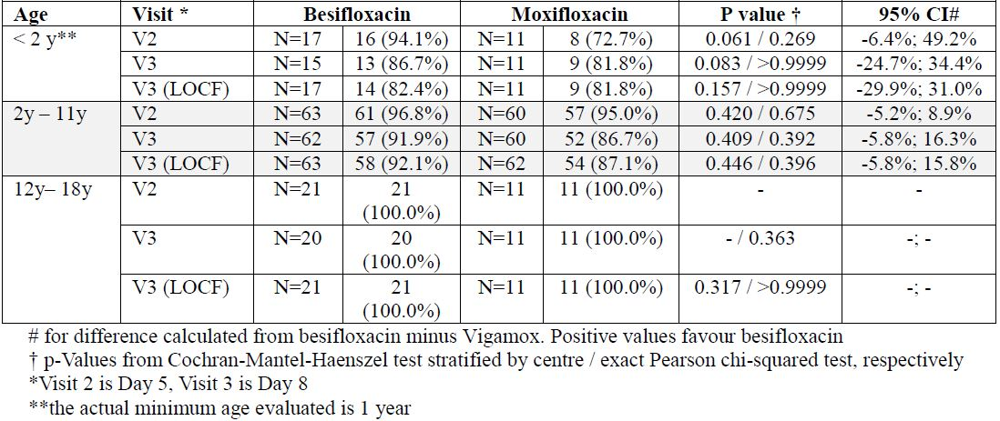 Age Visit * Besifloxacin Moxifloxacin P value † 95% CI#
< 2 y** V2 N=17 16 (94.1%) N=11 8 (72.7%) 0.061 / 0.269 -6.4%; 49.2%
V3 N=15 13 (86.7%) N=11 9 (81.8%) 0.083 / >0.9999 -24.7%; 34.4%
V3 (LOCF) N=17 14 (82.4%) N=11 9 (81.8%) 0.157 / >0.9999 -29.9%; 31.0%
2y – 11y V2 N=63 61 (96.8%) N=60 57 (95.0%) 0.420 / 0.675 -5.2%; 8.9%
V3 N=62 57 (91.9%) N=60 52 (86.7%) 0.409 / 0.392 -5.8%; 16.3%
V3 (LOCF) N=63 58 (92.1%) N=62 54 (87.1%) 0.446 / 0.396 -5.8%; 15.8%
12y– 18y V2 N=21 21 N=11 11 (100.0%) - -
(100.0%)
V3 N=20 20 N=11 11 (100.0%) - / 0.363 -; -
(100.0%)
V3 (LOCF) N=21 21 N=11 11 (100.0%) 0.317 / >0.9999 -; -
(100.0%)
# for difference calculated from besifloxacin minus Vigamox. Positive values favour besifloxacin
† p-Values from Cochran-Mantel-Haenszel test stratified by centre / exact Pearson chi-squared test, respectively
*Visit 2 is Day 5, Visit 3 is Day 8
**the actual minimum age evaluated is 1 year